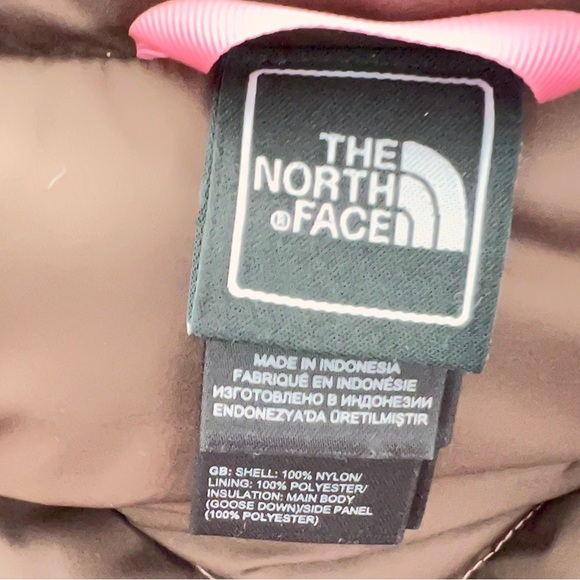 THE
NORTH
® FACE
MADE IN INDONESIA
FABRIQUÉ EN INDONÉSIE
ИЗГОТОВЛЕНО В ИНДОНЕЗИИ
ENDONEZYA'DA ÜRETILMIŞTIR
GB: SHELL: 100% NYLON/
LINING: 100% POLYESTER/
INSULATION: MAIN BODY
(GOOSE DOWN)/SIDE PANEL
(100% POLYESTER)